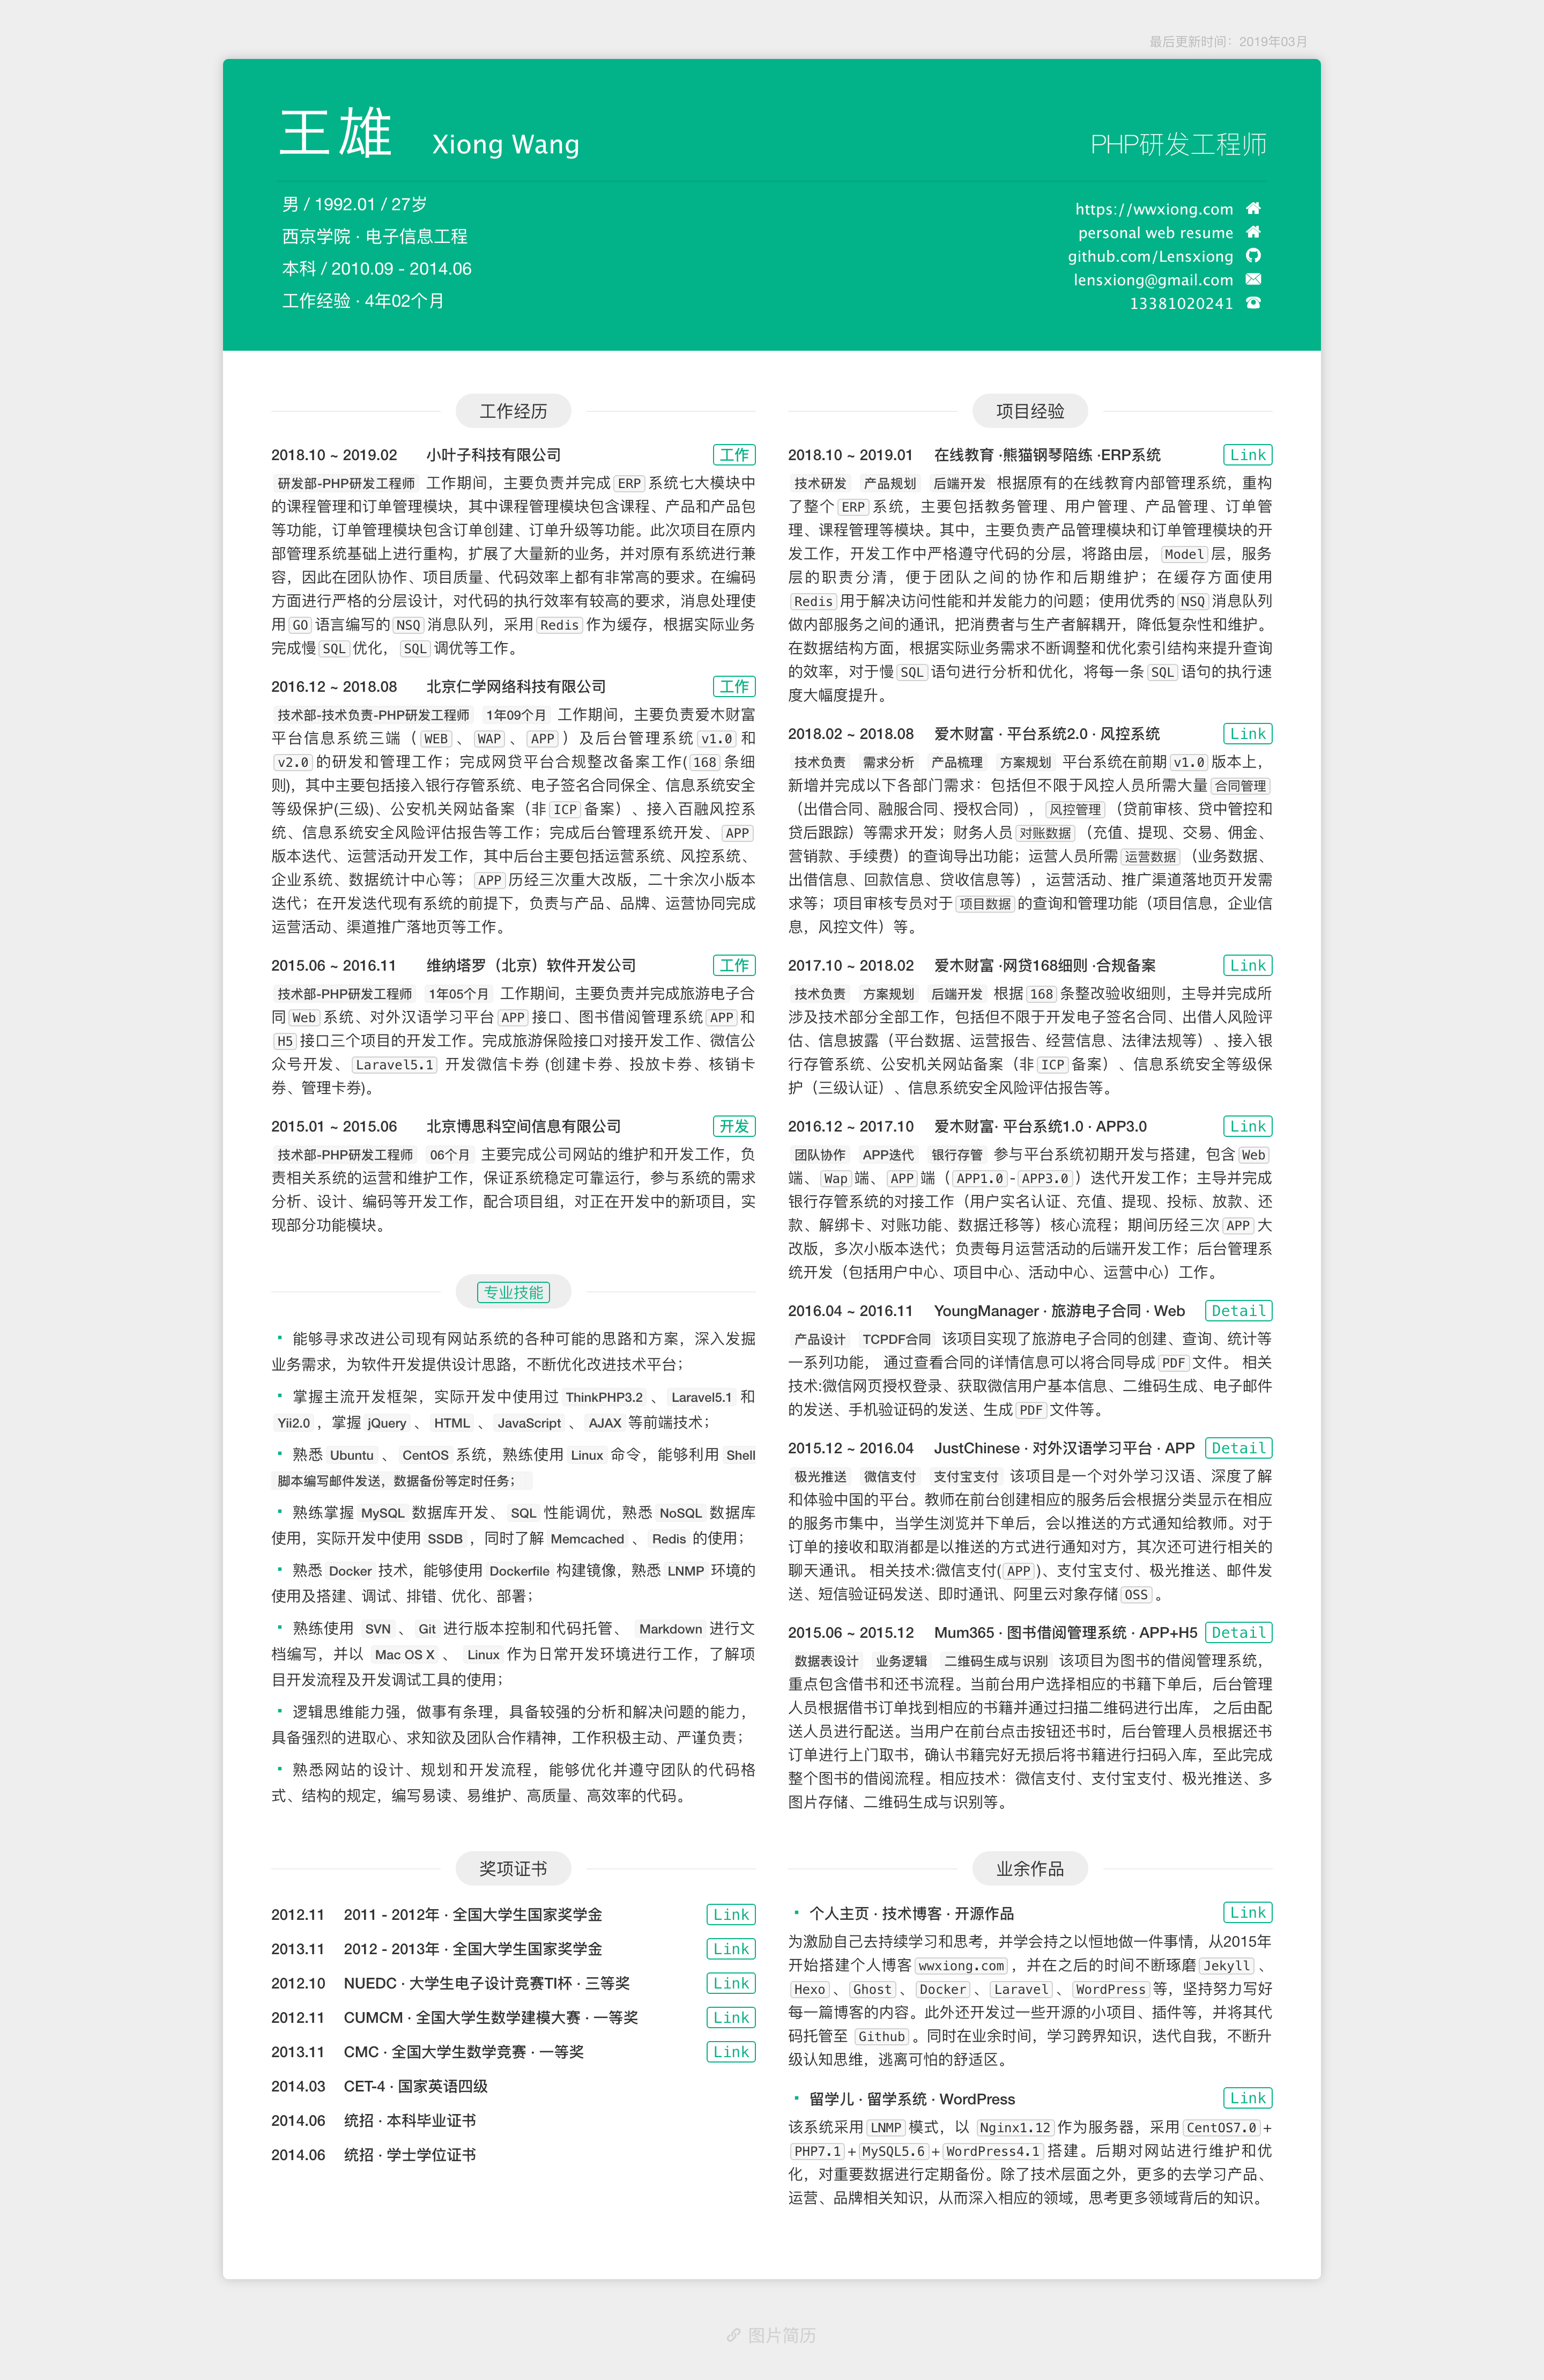 最后更新时间：2019年03月
王雄 Xiong Wang
PHP研发工程师
男 / 1992.01 / 27岁
西京学院 · 电子信息工程
本科 / 2010.09 - 2014.06
工作经验 · 4年02个月
https://wwxiong.com
personal web resume
github.com/Lensxiong
lensxiong@gmail.com
13381020241
工作经历
2018.10 ~ 2019.02 小叶子科技有限公司 工作
研发部-PHP研发工程师 工作期间，主要负责并完成 ERP 系统七大模块中
的课程管理和订单管理模块，其中课程管理模块包含课程、产品和产品包
等功能，订单管理模块包含订单创建、订单升级等功能。此次项目在原内
部管理系统基础上进行重构，扩展了大量新的业务，并对原有系统进行兼
容，因此在团队协作、项目质量、代码效率上都有非常高的要求。在编码
方面进行严格的分层设计，对代码的执行效率有较高的要求，消息处理使
用 GO 语言编写的 NSQ 消息队列，采用 Redis 作为缓存，根据实际业务
完成慢 SQL 优化， SQL 调优等工作。
2016.12 ~ 2018.08 北京仁学网络科技有限公司 工作
技术部-技术负责-PHP研发工程师 1年09个月 工作期间，主要负责爱木财富
平台信息系统三端（ WEB 、 WAP 、 APP ）及后台管理系统 v1.0 和
v2.0 的研发和管理工作；完成网贷平台合规整改备案工作( 168 条细
则)，其中主要包括接入银行存管系统、电子签名合同保全、信息系统安全
等级保护(三级)、公安机关网站备案（非 ICP 备案）、接入百融风控系
统、信息系统安全风险评估报告等工作；完成后台管理系统开发、 APP
版本迭代、运营活动开发工作，其中后台主要包括运营系统、风控系统、
企业系统、数据统计中心等； APP 历经三次重大改版，二十余次小版本
迭代；在开发迭代现有系统的前提下，负责与产品、品牌、运营协同完成
运营活动、渠道推广落地页等工作。
2015.06 ~ 2016.11 维纳塔罗（北京）软件开发公司 工作
技术部-PHP研发工程师 1年05个月 工作期间，主要负责并完成旅游电子合
同 Web 系统、对外汉语学习平台 APP 接口、图书借阅管理系统 APP 和
H5 接口三个项目的开发工作。完成旅游保险接口对接开发工作、微信公
众号开发、 Laravel5.1 开发微信卡券 (创建卡券、投放卡券、核销卡
券、管理卡券)。
2015.01 ~ 2015.06 北京博思科空间信息有限公司 开发
技术部-PHP研发工程师 06个月 主要完成公司网站的维护和开发工作，负
责相关系统的运营和维护工作，保证系统稳定可靠运行，参与系统的需求
分析、设计、编码等开发工作，配合项目组，对正在开发中的新项目，实
现部分功能模块。
专业技能
▪ 能够寻求改进公司现有网站系统的各种可能的思路和方案，深入发掘
业务需求，为软件开发提供设计思路，不断优化改进技术平台；
▪ 掌握主流开发框架，实际开发中使用过 ThinkPHP3.2 、 Laravel5.1 和
Yii2.0 ，掌握 jQuery 、 HTML 、 JavaScript 、 AJAX 等前端技术；
▪ 熟悉 Ubuntu 、 CentOS 系统，熟练使用 Linux 命令，能够利用 Shell
脚本编写邮件发送，数据备份等定时任务；
▪ 熟练掌握 MySQL 数据库开发、 SQL 性能调优，熟悉 NoSQL 数据库
使用，实际开发中使用 SSDB ，同时了解 Memcached 、 Redis 的使用；
▪ 熟悉 Docker 技术，能够使用 Dockerfile 构建镜像，熟悉 LNMP 环境的
使用及搭建、调试、排错、优化、部署；
▪ 熟练使用 SVN 、 Git 进行版本控制和代码托管、 Markdown 进行文
档编写，并以 Mac OS X 、 Linux 作为日常开发环境进行工作，了解项
目开发流程及开发调试工具的使用；
▪ 逻辑思维能力强，做事有条理，具备较强的分析和解决问题的能力，
具备强烈的进取心、求知欲及团队合作精神，工作积极主动、严谨负责；
▪ 熟悉网站的设计、规划和开发流程，能够优化并遵守团队的代码格
式、结构的规定，编写易读、易维护、高质量、高效率的代码。
奖项证书
2012.11 2011 - 2012年 · 全国大学生国家奖学金 Link
2013.11 2012 - 2013年 · 全国大学生国家奖学金 Link
2012.10 NUEDC · 大学生电子设计竞赛TI杯 · 三等奖 Link
2012.11 CUMCM · 全国大学生数学建模大赛 · 一等奖 Link
2013.11 CMC · 全国大学生数学竞赛 · 一等奖 Link
2014.03 CET-4 · 国家英语四级
2014.06 统招 · 本科毕业证书
2014.06 统招 · 学士学位证书
项目经验
2018.10 ~ 2019.01 在线教育 ·熊猫钢琴陪练 ·ERP系统 Link
技术研发 产品规划 后端开发 根据原有的在线教育内部管理系统，重构
了整个 ERP 系统，主要包括教务管理、用户管理、产品管理、订单管
理、课程管理等模块。其中，主要负责产品管理模块和订单管理模块的开
发工作，开发工作中严格遵守代码的分层，将路由层， Model 层，服务
层的职责分清，便于团队之间的协作和后期维护；在缓存方面使用
Redis 用于解决访问性能和并发能力的问题；使用优秀的 NSQ 消息队列
做内部服务之间的通讯，把消费者与生产者解耦开，降低复杂性和维护。
在数据结构方面，根据实际业务需求不断调整和优化索引结构来提升查询
的效率，对于慢 SQL 语句进行分析和优化，将每一条 SQL 语句的执行速
度大幅度提升。
2018.02 ~ 2018.08 爱木财富 · 平台系统2.0 · 风控系统 Link
技术负责 需求分析 产品梳理 方案规划 平台系统在前期 v1.0 版本上，
新增并完成以下各部门需求：包括但不限于风控人员所需大量 合同管理
（出借合同、融服合同、授权合同）， 风控管理 （贷前审核、贷中管控和
贷后跟踪）等需求开发；财务人员 对账数据 （充值、提现、交易、佣金、
营销款、手续费）的查询导出功能；运营人员所需 运营数据 （业务数据、
出借信息、回款信息、贷收信息等），运营活动、推广渠道落地页开发需
求等；项目审核专员对于 项目数据 的查询和管理功能（项目信息，企业信
息，风控文件）等。
2017.10 ~ 2018.02 爱木财富 ·网贷168细则 ·合规备案 Link
技术负责 方案规划 后端开发 根据 168 条整改验收细则，主导并完成所
涉及技术部分全部工作，包括但不限于开发电子签名合同、出借人风险评
估、信息披露（平台数据、运营报告、经营信息、法律法规等）、接入银
行存管系统、公安机关网站备案（非 ICP 备案）、信息系统安全等级保
护（三级认证）、信息系统安全风险评估报告等。
2016.12 ~ 2017.10 爱木财富· 平台系统1.0 · APP3.0 Link
团队协作 APP迭代 银行存管 参与平台系统初期开发与搭建，包含 Web
端、 Wap 端、 APP 端（ APP1.0 - APP3.0 ）迭代开发工作；主导并完成
银行存管系统的对接工作（用户实名认证、充值、提现、投标、放款、还
款、解绑卡、对账功能、数据迁移等）核心流程；期间历经三次 APP 大
改版，多次小版本迭代；负责每月运营活动的后端开发工作；后台管理系
统开发（包括用户中心、项目中心、活动中心、运营中心）工作。
2016.04 ~ 2016.11 YoungManager · 旅游电子合同 · Web Detail
产品设计 TCPDF合同 该项目实现了旅游电子合同的创建、查询、统计等
一系列功能， 通过查看合同的详情信息可以将合同导成 PDF 文件。 相关
技术:微信网页授权登录、获取微信用户基本信息、二维码生成、电子邮件
的发送、手机验证码的发送、生成 PDF 文件等。
2015.12 ~ 2016.04 JustChinese · 对外汉语学习平台 · APP Detail
极光推送 微信支付 支付宝支付 该项目是一个对外学习汉语、深度了解
和体验中国的平台。教师在前台创建相应的服务后会根据分类显示在相应
的服务市集中，当学生浏览并下单后，会以推送的方式通知给教师。对于
订单的接收和取消都是以推送的方式进行通知对方，其次还可进行相关的
聊天通讯。 相关技术:微信支付( APP )、支付宝支付、极光推送、邮件发
送、短信验证码发送、即时通讯、阿里云对象存储 OSS 。
2015.06 ~ 2015.12 Mum365 · 图书借阅管理系统 · APP+H5 Detail
数据表设计 业务逻辑 二维码生成与识别 该项目为图书的借阅管理系统，
重点包含借书和还书流程。当前台用户选择相应的书籍下单后，后台管理
人员根据借书订单找到相应的书籍并通过扫描二维码进行出库， 之后由配
送人员进行配送。当用户在前台点击按钮还书时，后台管理人员根据还书
订单进行上门取书，确认书籍完好无损后将书籍进行扫码入库，至此完成
整个图书的借阅流程。相应技术：微信支付、支付宝支付、极光推送、多
图片存储、二维码生成与识别等。
业余作品
▪ 个人主页 · 技术博客 · 开源作品 Link
为激励自己去持续学习和思考，并学会持之以恒地做一件事情，从2015年
开始搭建个人博客 wwxiong.com ，并在之后的时间不断琢磨 Jekyll 、
Hexo 、 Ghost 、 Docker 、 Laravel 、 WordPress 等，坚持努力写好
每一篇博客的内容。此外还开发过一些开源的小项目、插件等，并将其代
码托管至 Github 。同时在业余时间，学习跨界知识，迭代自我，不断升
级认知思维，逃离可怕的舒适区。
▪ 留学儿 · 留学系统 · WordPress Link
该系统采用 LNMP 模式，以 Nginx1.12 作为服务器，采用 CentOS7.0 +
PHP7.1 + MySQL5.6 + WordPress4.1 搭建。后期对网站进行维护和优
化，对重要数据进行定期备份。除了技术层面之外，更多的去学习产品、
运营、品牌相关知识，从而深入相应的领域，思考更多领域背后的知识。
图片简历